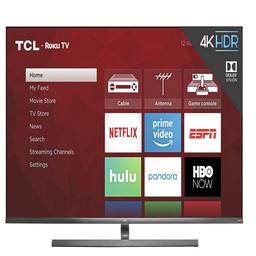 TCL · Roku TV
4K HDR
DOLBY
VISION
Home
My Feed
Movie Store
TV Store
News
Search
Streaming Channels
Settings
Cable
Antenna
Game console
NETFLIX
prime video
ESPN
hulu
pandora
HBO
NOW